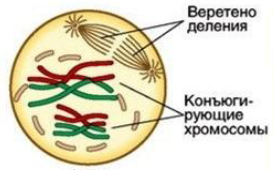 Веретено
деления
Конъюги-
рующие
хромосомы